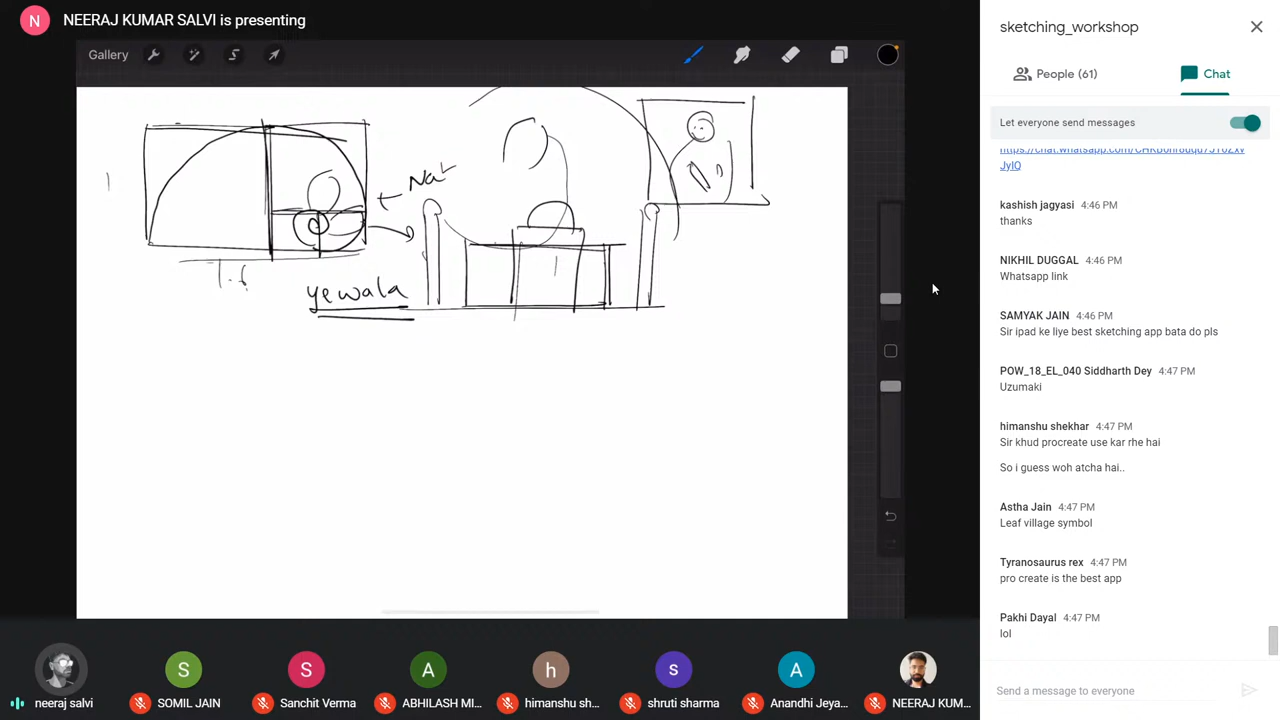 N
NEERAJ KUMAR SALVI is presenting
sketching_workshop
Gallery
People (61)
Chat
Let everyone send messages
kashish jagyasi 4:46 PM
thanks
NIKHIL DUGGAL 4:46 PM
Whatsapp link
SAMYAK JAIN 4:46 PM
Sir ipad ke liye best sketching app bata do pls
POW_18_EL_040 Siddharth Dey 4:47 PM
Uzumaki
himanshu shekhar 4:47 PM
Sir khud procreate use kar rhe hai
So i guess woh atcha hai..
Astha Jain 4:47 PM
Leaf village symbol
Tyranosaurus rex 4:47 PM
pro create is the best app
Pakhi Dayal 4:47 PM
lol
Send a message to everyone
1
1.6
yewala
S
S
A
h
s
A
neeraj salvi
SOMIL JAIN
Sanchit Verma
ABHILASH MI...
himanshu sh...
shruti sharma
Anandhi Jeya...
NEERAJ KUM...